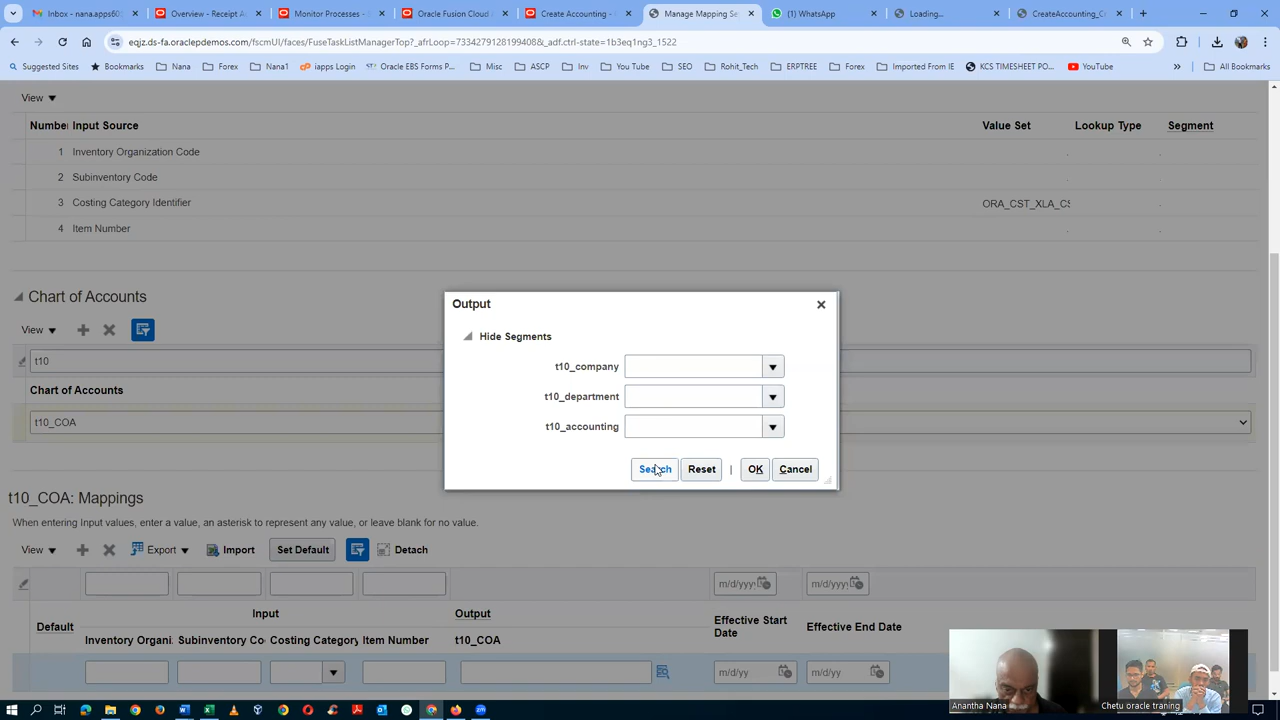 Inbox - nana.apps60
Overview - Receipt A
Monitor Processes - S
Oracle Fusion Cloud A
Create Accounting -
Manage Mapping Se
(1) WhatsApp
Loading...
CreateAccounting_C
eqjz.ds-fa.oraclepdemos.com/fscmUI/faces/FuseTaskListManagerTop?_afrLoop=7334279128199408&_adf.ctrl-state=1b3eq1ng3_1522
Suggested Sites
Bookmarks
Nana
Forex
Nana1
iapps Login
Oracle EBS Forms P...
Misc
ASCP
Inv
You Tube
SEO
Rohit_Tech
ERPTREE
Forex
Imported From IE
KCS TIMESHEET PO...
YouTube
»
All Bookmarks
View
Number Input Source Value Set Lookup Type Segment
1 Inventory Organization Code
2 Subinventory Code
3 Costing Category Identifier ORA_CST_XLA_CS
4 Item Number
Chart of Accounts
View
t10
Chart of Accounts
t10_COA
Output
Hide Segments
t10_company
t10_department
t10_accounting
Search Reset | OK Cancel
t10_COA: Mappings
When entering Input values, enter a value, an asterisk to represent any value, or leave blank for no value.
View Export Import Set Default Detach
m/d/yyyy m/d/yyyy
Default Input Output Effective Start Date Effective End Date
Inventory Organi Subinventory Co Costing Category Item Number t10_COA
m/d/yy m/d/yy
Anantha Nana
Chetu oracle traning